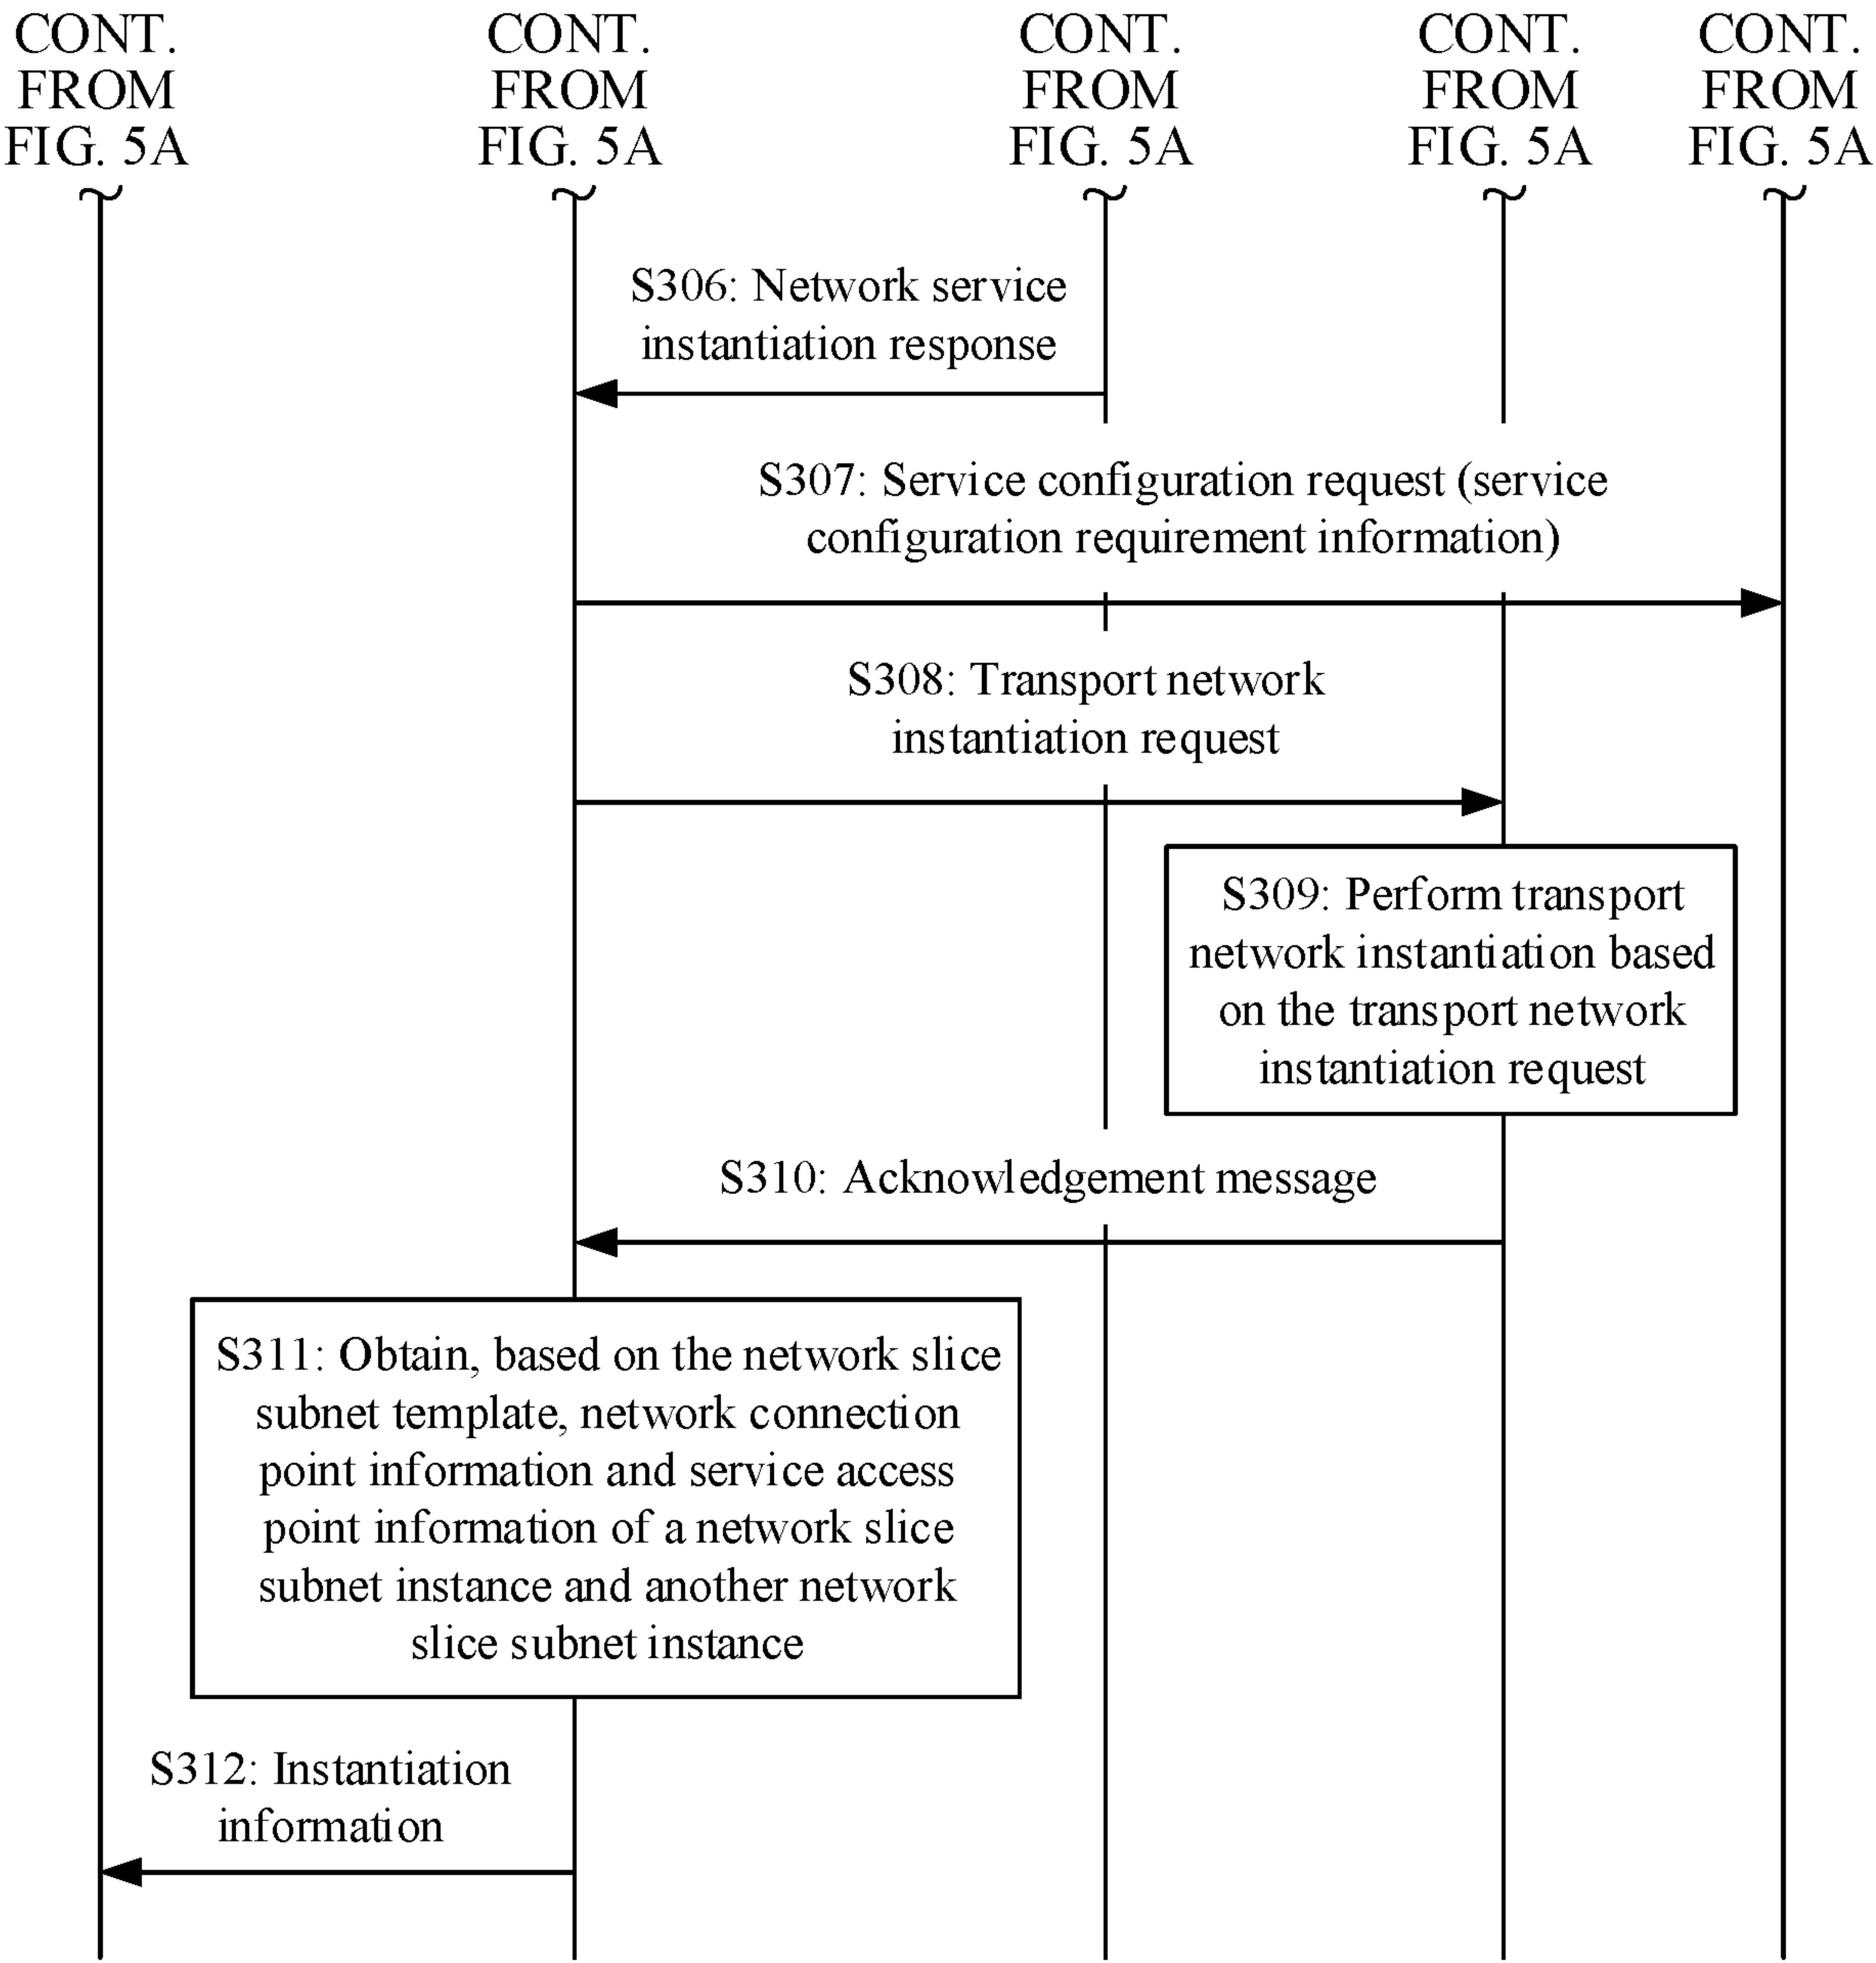 CONT. CONT. CONT. CONT. CONT.
FROM FROM FROM FROM FROM
FIG. 5A FIG. 5A FIG. 5A FIG. 5A FIG. 5A
S306: Network service
instantiation response
S307: Service configuration request (service
configuration requirement information)
S308: Transport network
instantiation request
S309: Perform transport
network instantiation based
on the transport network
instantiation request
S310: Acknowledgement message
S311: Obtain, based on the network slice
subnet template, network connection
point information and service access
point information of a network slice
subnet instance and another network
slice subnet instance
S312: Instantiation
information